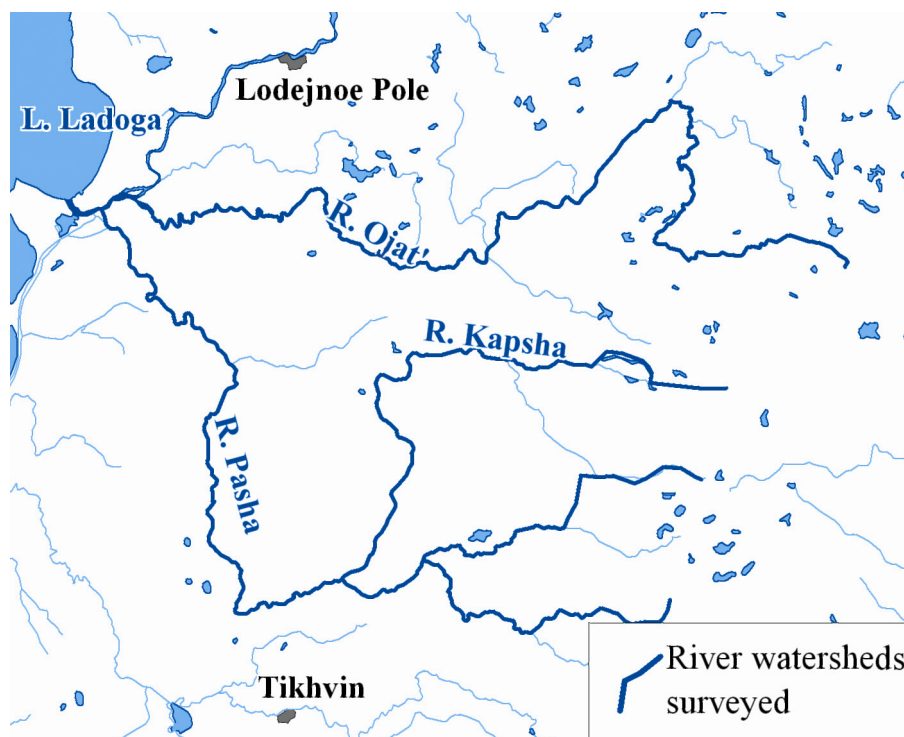 Lodejnoe Pole
L. Ladoga
R. Ojat'
R. Kapsha
R. Pasha
Tikhvin
River watersheds
surveyed